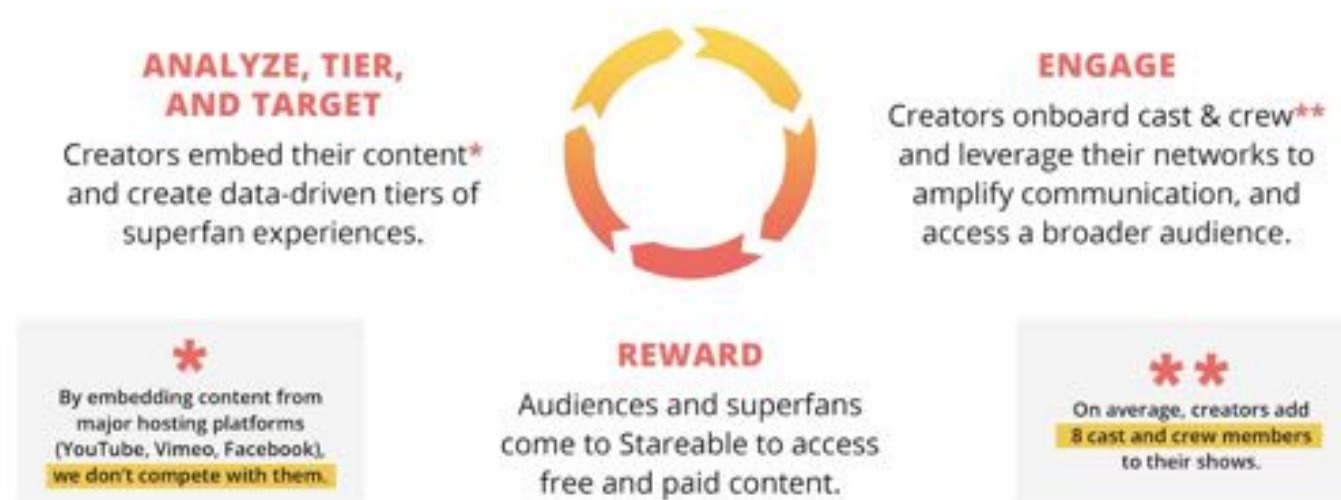 ANALYZE, TIER,
AND TARGET
Creators embed their content*
and create data-driven tiers of
superfan experiences.
ENGAGE
Creators onboard cast & crew**
and leverage their networks to
amplify communication, and
access a broader audience.
*
By embedding content from
major hosting platforms
(YouTube, Vimeo, Facebook),
we don't compete with them.
REWARD
Audiences and superfans
come to Stareable to access
free and paid content.
**
On average, creators add
8 cast and crew members
to their shows.